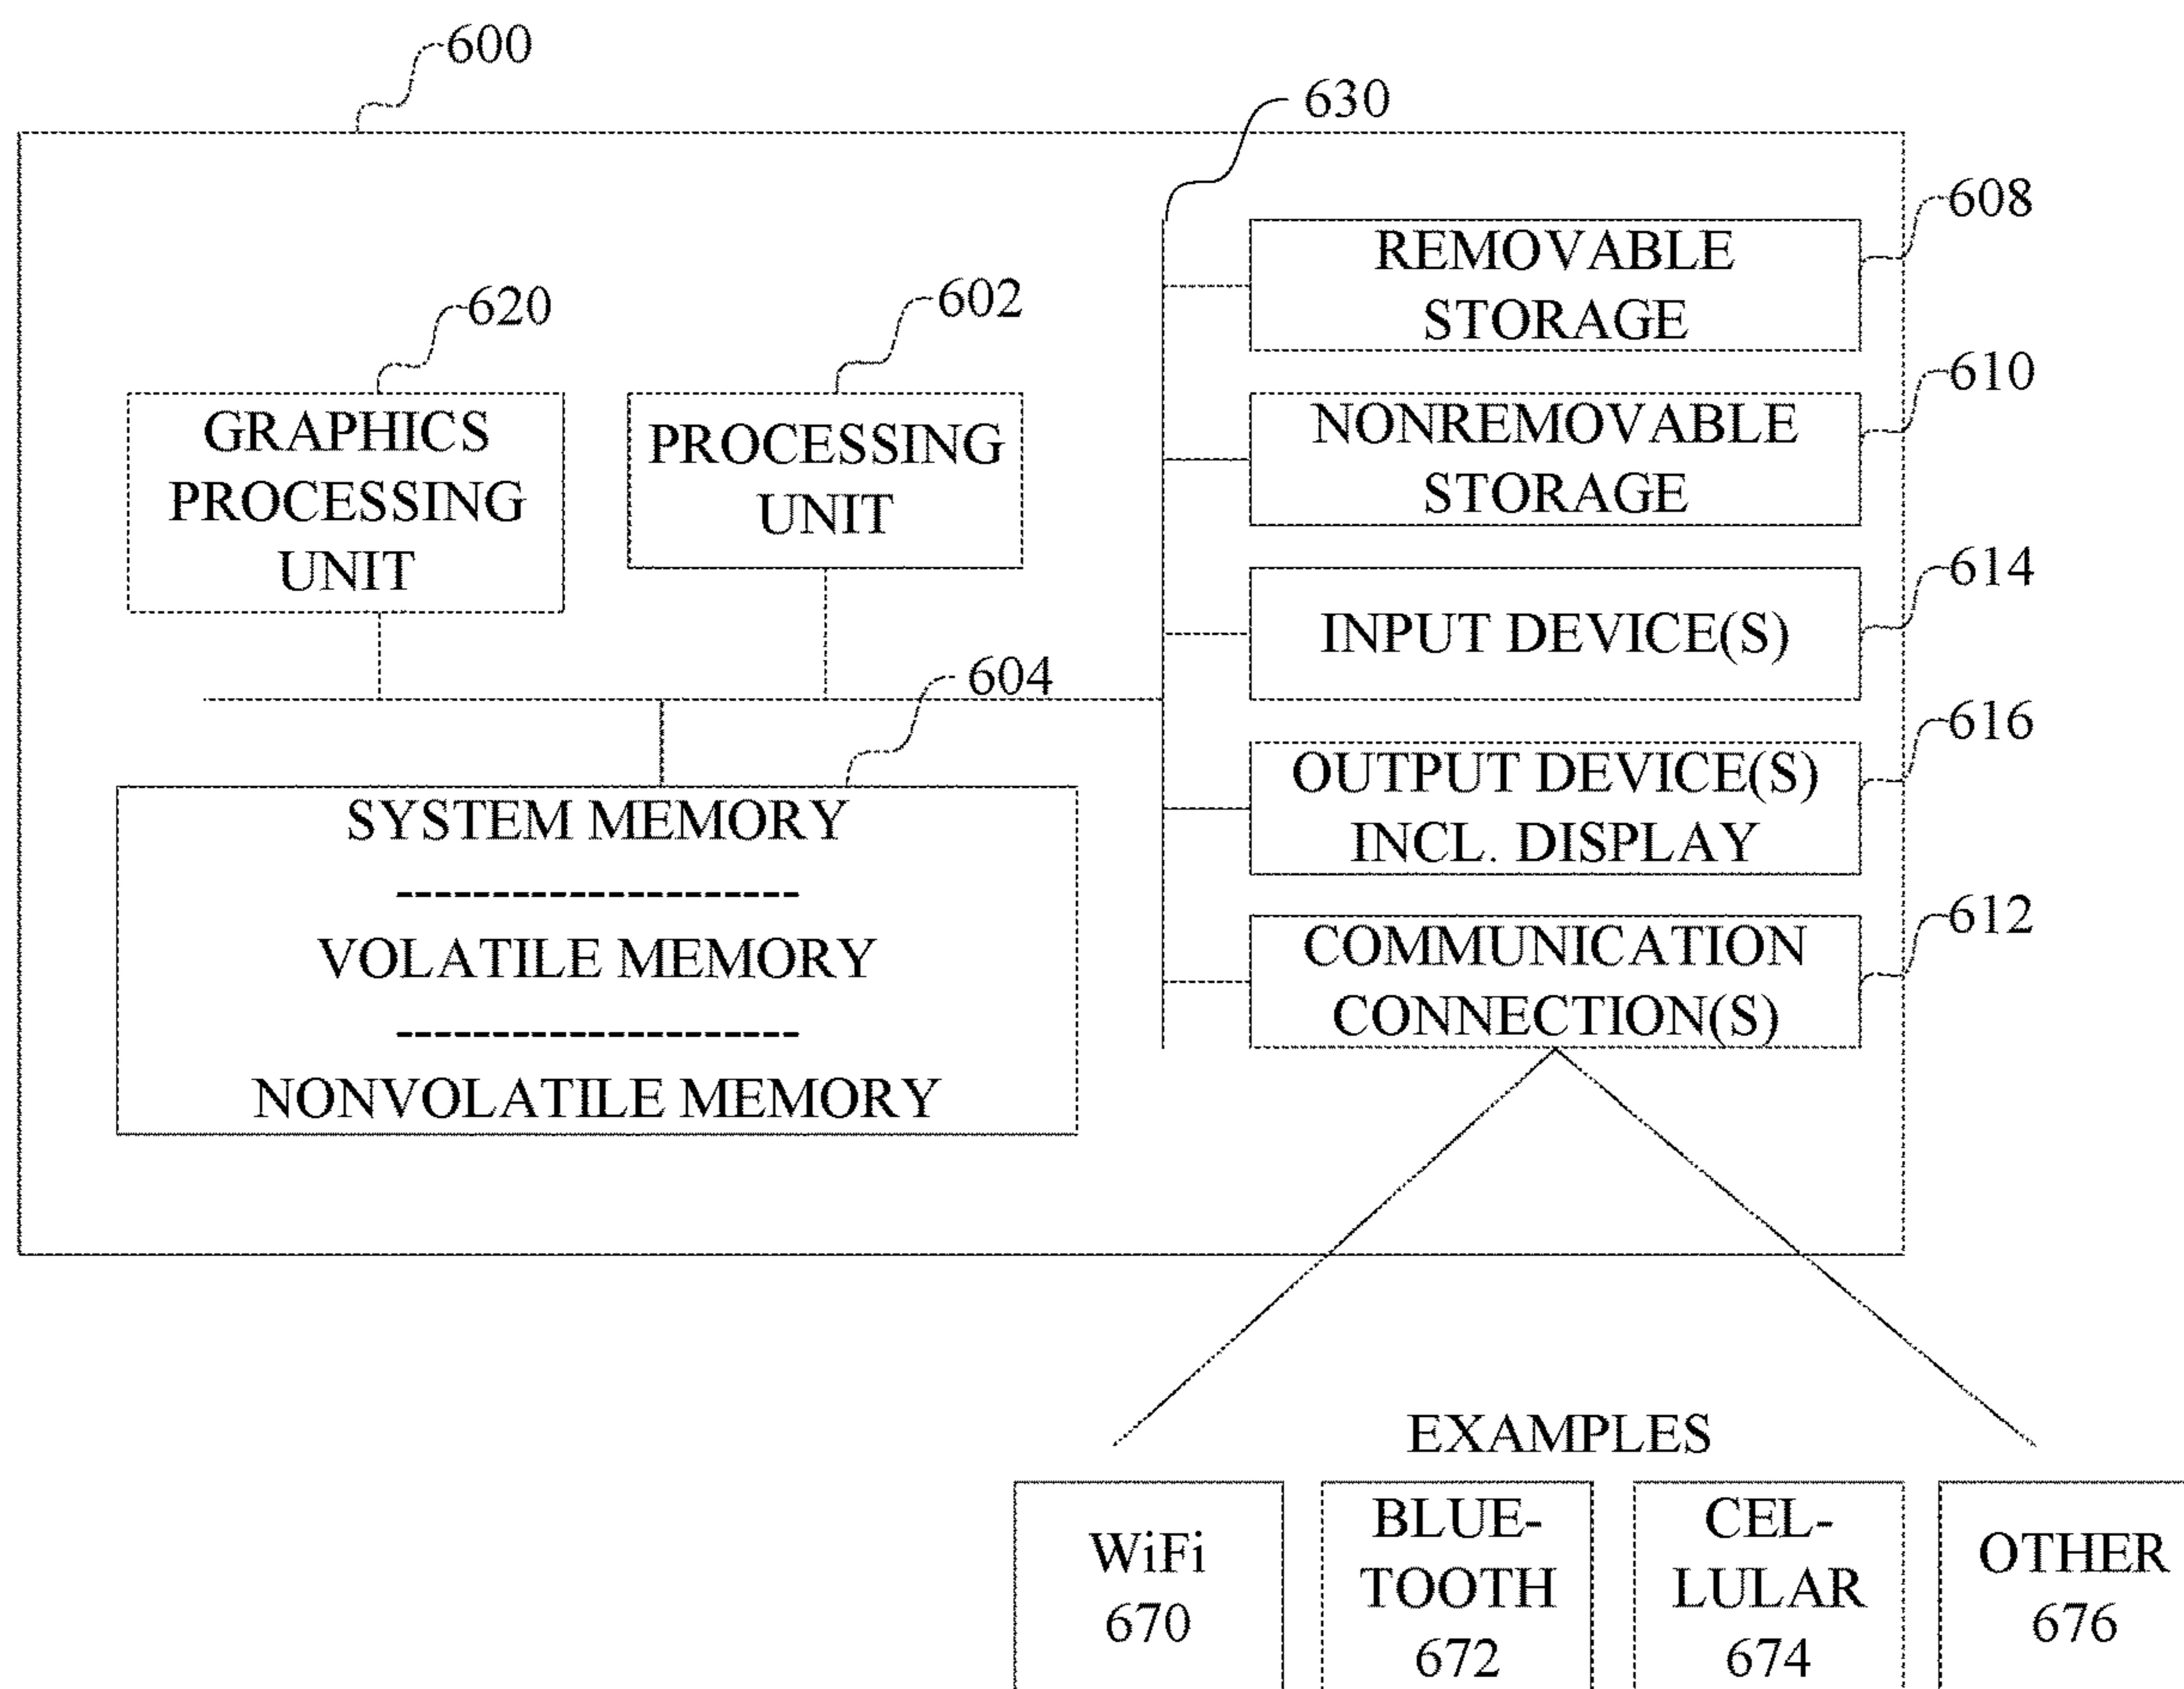 600
630
608
REMOVABLE
STORAGE
620
602
610
GRAPHICS
PROCESSING
UNIT
PROCESSING
UNIT
NONREMOVABLE
STORAGE
614
INPUT DEVICE(S)
604
616
OUTPUT DEVICE(S)
INCL. DISPLAY
SYSTEM MEMORY
--------------------
VOLATILE MEMORY
--------------------
NONVOLATILE MEMORY
612
COMMUNICATION
CONNECTION(S)
EXAMPLES
WiFi
670
BLUE-
TOOTH
672
CEL-
LULAR
674
OTHER
676